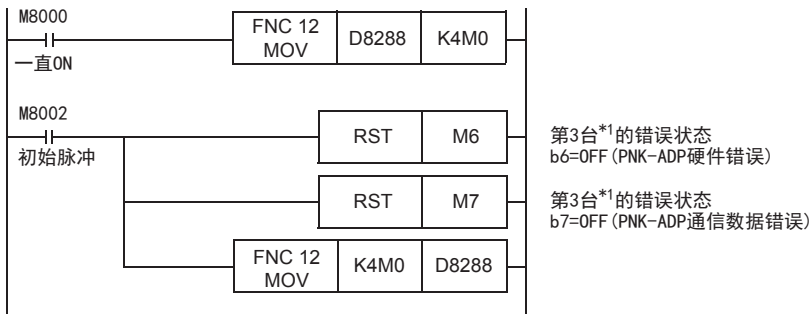 M8000
FNC 12
MOV
D8288
K4M0
一直ON
M8002
初始脉冲
RST
M6
第3台*1的错误状态
b6=OFF(PNK-ADP硬件错误)
RST
M7
第3台*1的错误状态
b7=OFF(PNK-ADP通信数据错误)
FNC 12
MOV
K4M0
D8288